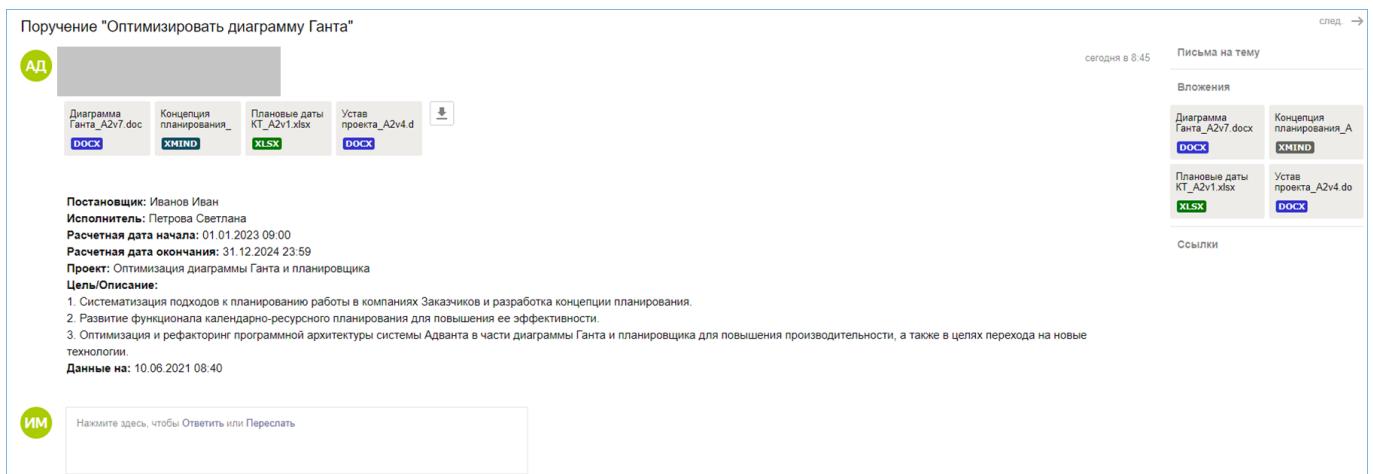 Поручение "Оптимизировать диаграмму Ганта"
след. →
АД
сегодня в 8:45
Диаграмма
Ганта_A2v7.doc
DOCX
Концепция
планирования_
XMIND
Плановые даты
КТ_A2v1.xlsx
XLSX
Устав
проекта_A2v4.d
DOCX
Постановщик: Иванов Иван
Исполнитель: Петрова Светлана
Расчетная дата начала: 01.01.2023 09:00
Расчетная дата окончания: 31.12.2024 23:59
Проект: Оптимизация диаграммы Ганта и планировщика
Цель/Описание:
1. Систематизация подходов к планированию работы в компаниях Заказчиков и разработка концепции планирования.
2. Развитие функционала календарно-ресурсного планирования для повышения ее эффективности.
3. Оптимизация и рефакторинг программной архитектуры системы Адванта в части диаграммы Ганта и планировщика для повышения производительности, а также в целях перехода на новые
технологии.
Данные на: 10.06.2021 08:40
ИМ
Нажмите здесь, чтобы Ответить или Переслать
Письма на тему
Вложения
Диаграмма
Ганта_A2v7.docx
DOCX
Концепция
планирования_А
XMIND
Плановые даты
КТ_A2v1.xlsx
XLSX
Устав
проекта_A2v4.do
DOCX
Ссылки